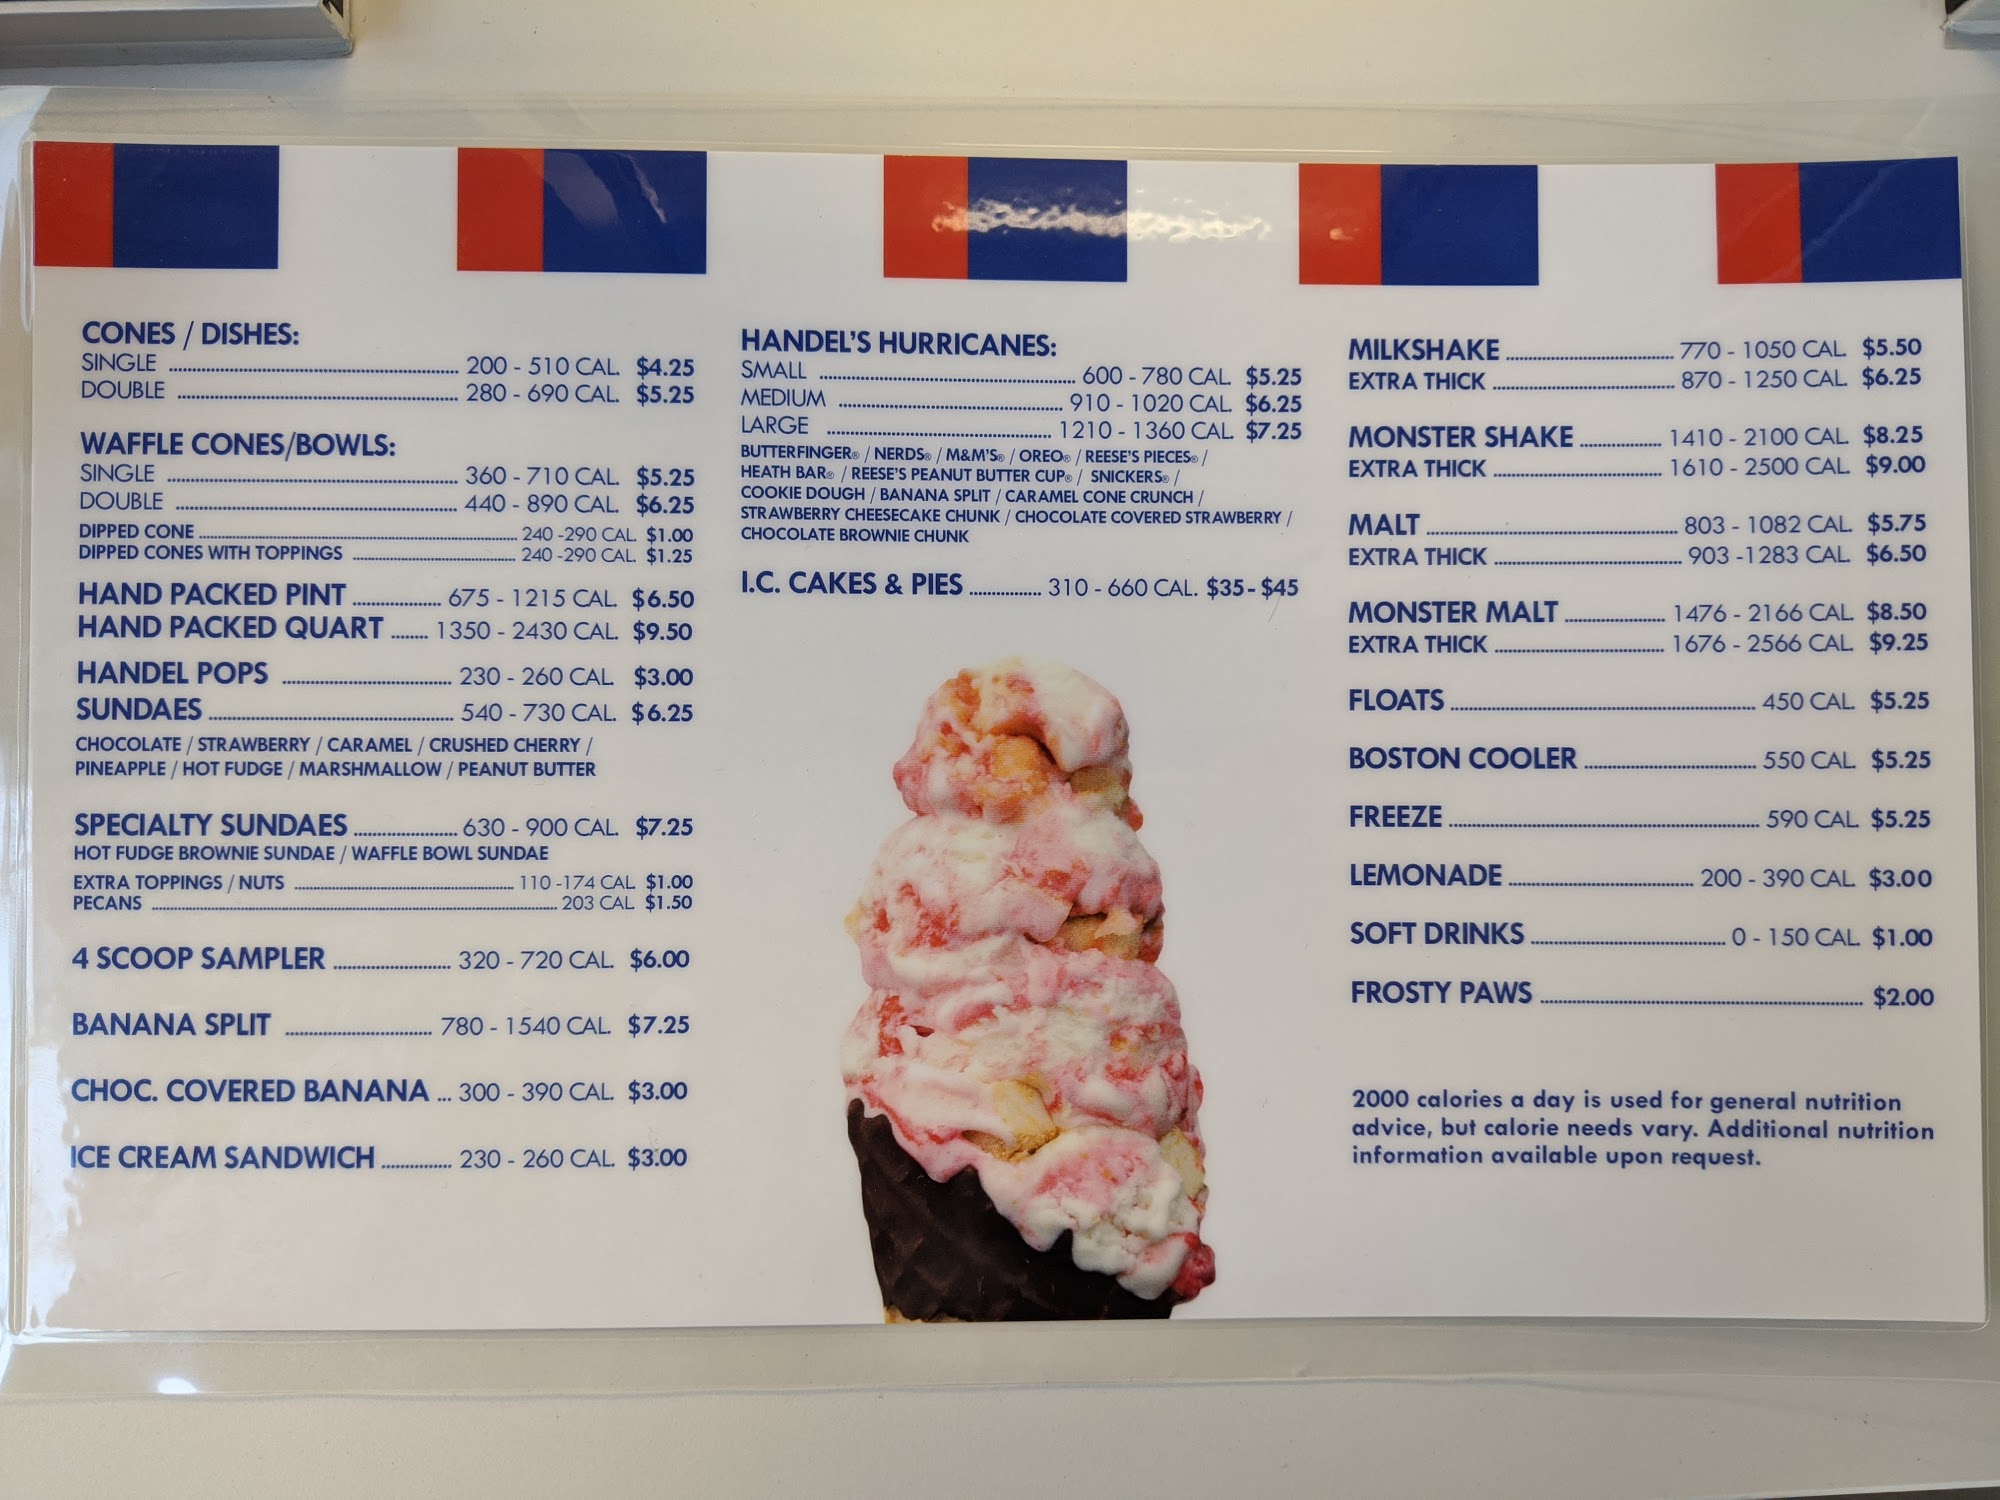 CONES / DISHES:
SINGLE 200 - 510 CAL. $4.25
DOUBLE 280 - 690 CAL. $5.25
WAFFLE CONES/BOWLS:
SINGLE 360 - 710 CAL. $5.25
DOUBLE 440 - 890 CAL. $6.25
DIPPED CONE 240 -290 CAL. $1.00
DIPPED CONES WITH TOPPINGS 240 -290 CAL. $1.25
HAND PACKED PINT 675 - 1215 CAL. $6.50
HAND PACKED QUART 1350 - 2430 CAL. $9.50
HANDEL POPS 230 - 260 CAL. $3.00
SUNDAES 540 - 730 CAL. $6.25
CHOCOLATE / STRAWBERRY / CARAMEL / CRUSHED CHERRY /
PINEAPPLE / HOT FUDGE / MARSHMALLOW / PEANUT BUTTER
SPECIALTY SUNDAES 630 - 900 CAL. $7.25
HOT FUDGE BROWNIE SUNDAE / WAFFLE BOWL SUNDAE
EXTRA TOPPINGS / NUTS 110 -174 CAL. $1.00
PECANS 203 CAL. $1.50
4 SCOOP SAMPLER 320 - 720 CAL. $6.00
BANANA SPLIT 780 - 1540 CAL. $7.25
CHOC. COVERED BANANA ... 300 - 390 CAL. $3.00
ICE CREAM SANDWICH 230 - 260 CAL. $3.00
HANDEL'S HURRICANES:
SMALL 600 - 780 CAL. $5.25
MEDIUM 910 - 1020 CAL. $6.25
LARGE 1210 - 1360 CAL. $7.25
BUTTERFINGER® / NERDS® / M&M'S® / OREO® / REESE'S PIECES® /
HEATH BAR® / REESE'S PEANUT BUTTER CUP® / SNICKERS® /
COOKIE DOUGH / BANANA SPLIT / CARAMEL CONE CRUNCH /
STRAWBERRY CHEESECAKE CHUNK / CHOCOLATE COVERED STRAWBERRY /
CHOCOLATE BROWNIE CHUNK
I.C. CAKES & PIES 310 - 660 CAL. $35- $45
MILKSHAKE 770 - 1050 CAL. $5.50
EXTRA THICK 870 - 1250 CAL. $6.25
MONSTER SHAKE 1410 - 2100 CAL. $8.25
EXTRA THICK 1610 - 2500 CAL. $9.00
MALT 803 - 1082 CAL. $5.75
EXTRA THICK 903 -1283 CAL. $6.50
MONSTER MALT 1476 - 2166 CAL. $8.50
EXTRA THICK 1676 - 2566 CAL. $9.25
FLOATS 450 CAL. $5.25
BOSTON COOLER 550 CAL. $5.25
FREEZE 590 CAL. $5.25
LEMONADE 200 - 390 CAL. $3.00
SOFT DRINKS 0 - 150 CAL. $1.00
FROSTY PAWS $2.00
2000 calories a day is used for general nutrition
advice, but calorie needs vary. Additional nutrition
information available upon request.